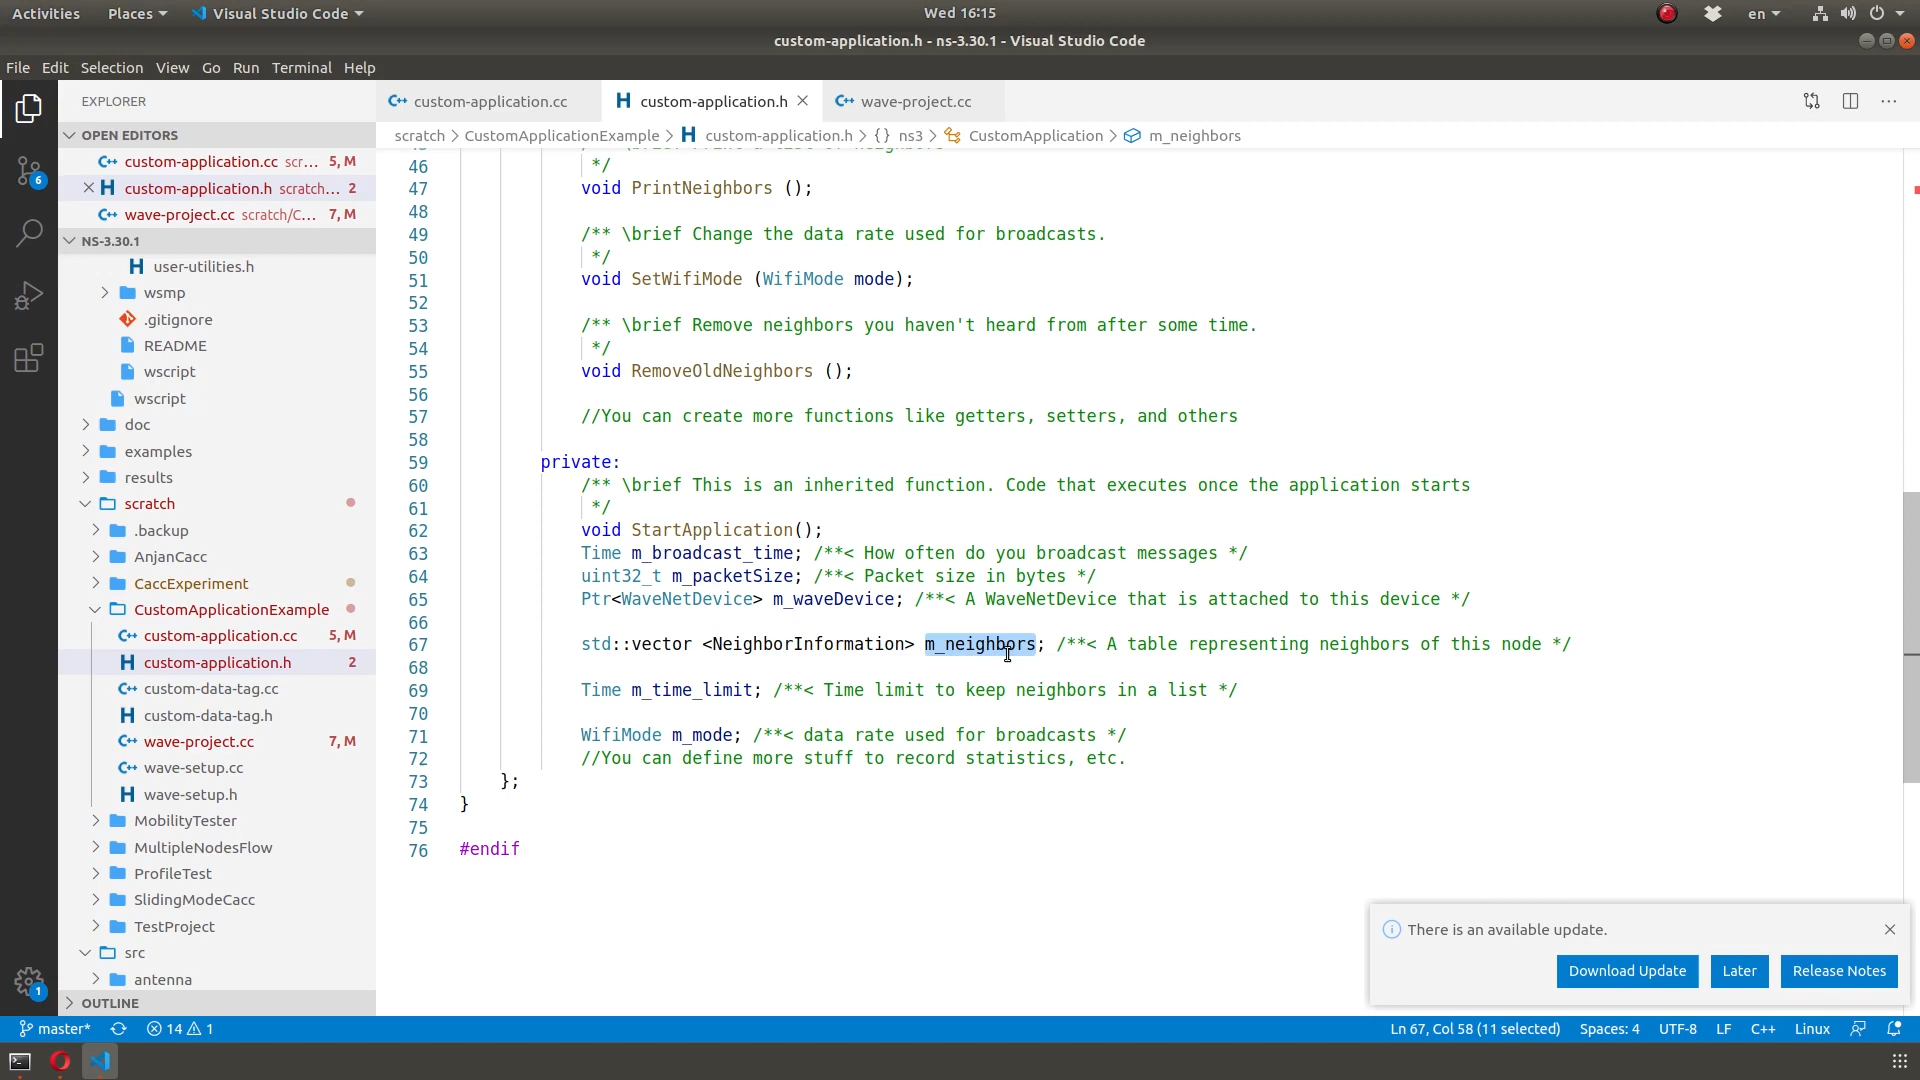 Activities Places Visual Studio Code Wed 16:15 en
custom-application.h - ns-3.30.1 - Visual Studio Code
File Edit Selection View Go Run Terminal Help
EXPLORER
OPEN EDITORS
custom-application.cc scr... 5, M
custom-application.h scratch... 2
wave-project.cc scratch/C... 7, M
NS-3.30.1
user-utilities.h
wsmp
.gitignore
README
wscript
wscript
doc
examples
results
scratch
.backup
AnjanCacc
CaccExperiment
CustomApplicationExample
custom-application.cc 5, M
custom-application.h 2
custom-data-tag.cc
custom-data-tag.h
wave-project.cc 7, M
wave-setup.cc
wave-setup.h
MobilityTester
MultipleNodesFlow
ProfileTest
SlidingModeCacc
TestProject
src
antenna
OUTLINE
6
1
custom-application.cc custom-application.h wave-project.cc
scratch > CustomApplicationExample > custom-application.h > {} ns3 > CustomApplication > m_neighbors
46 */
47 void PrintNeighbors ();
48
49 /** \brief Change the data rate used for broadcasts.
50 */
51 void SetWifiMode (WifiMode mode);
52
53 /** \brief Remove neighbors you haven't heard from after some time.
54 */
55 void RemoveOldNeighbors ();
56
57 //You can create more functions like getters, setters, and others
58
59 private:
60 /** \brief This is an inherited function. Code that executes once the application starts
61 */
62 void StartApplication();
63 Time m_broadcast_time; /**< How often do you broadcast messages */
64 uint32_t m_packetSize; /**< Packet size in bytes */
65 Ptr<WaveNetDevice> m_waveDevice; /**< A WaveNetDevice that is attached to this device */
66
67 std::vector <NeighborInformation> m_neighbors; /**< A table representing neighbors of this node */
68
69 Time m_time_limit; /**< Time limit to keep neighbors in a list */
70
71 WifiMode m_mode; /**< data rate used for broadcasts */
72 //You can define more stuff to record statistics, etc.
73 };
74 }
75
76 #endif
There is an available update.
Download Update Later Release Notes
master* 14 1 Ln 67, Col 58 (11 selected) Spaces: 4 UTF-8 LF C++ Linux